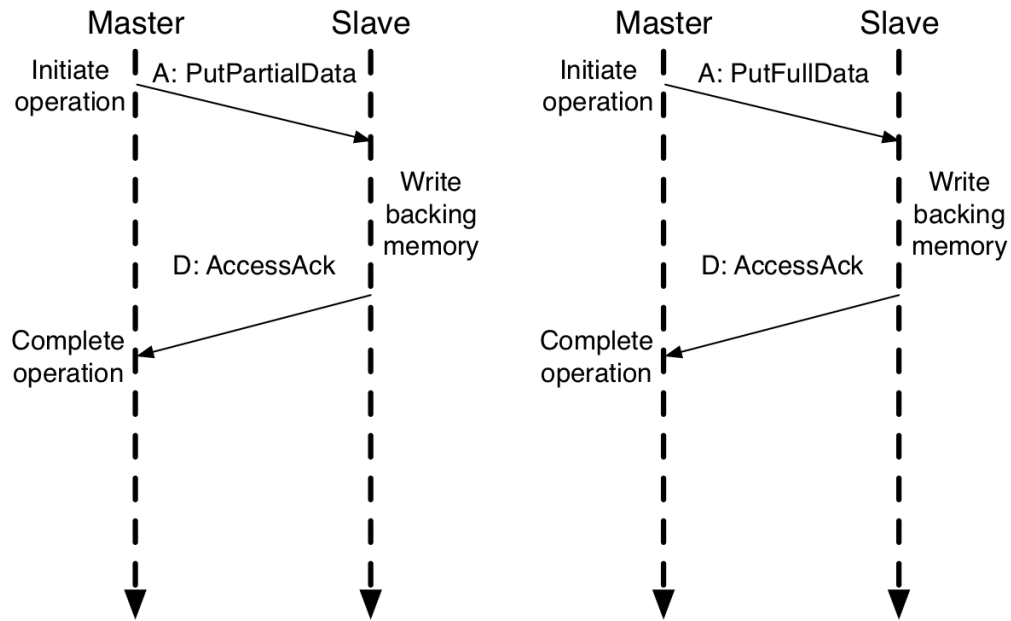 Master
Slave
Initiate
operation
A: PutPartialData
Write
backing
memory
D: AccessAck
Complete
operation
Master
Slave
Initiate
operation
A: PutFullData
Write
backing
memory
D: AccessAck
Complete
operation